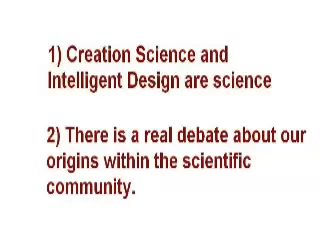 1) Creation Science and
Intelligent Design are science
2) There is a real debate about our
origins within the scientific
community.